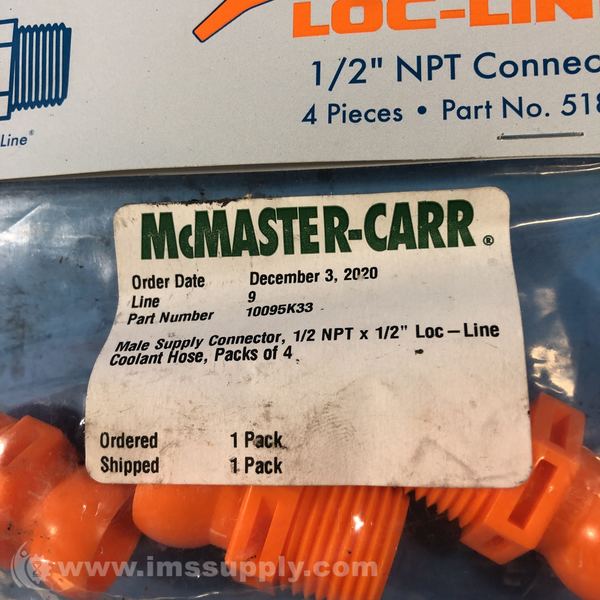 LOC-LIN
1/2" NPT Connec
4 Pieces • Part No. 518
Line®
McMASTER-CARR®
Order Date December 3, 2020
Line 9
Part Number 10095K33
Male Supply Connector, 1/2 NPT x 1/2" Loc-Line
Coolant Hose, Packs of 4
Ordered 1 Pack
Shipped 1 Pack
www.imssupply.com